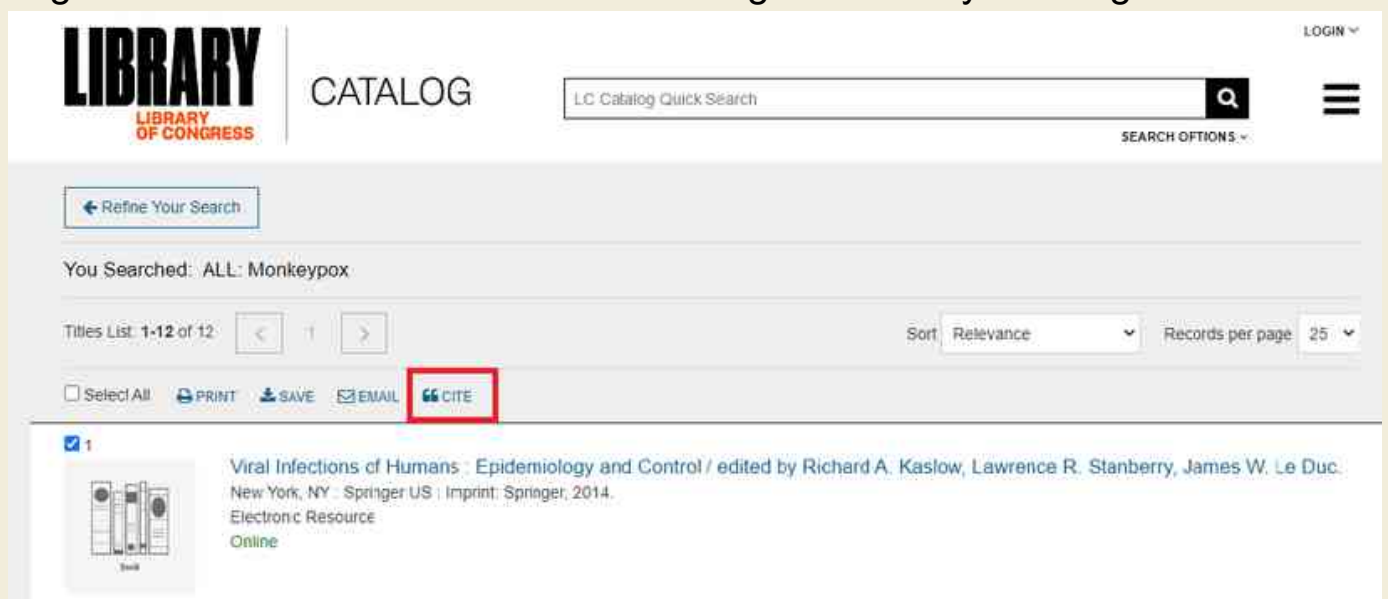 LOGIN
LIBRARY
LIBRARY
OF CONGRESS
CATALOG
LC Catalog Quick Search
SEARCH OPTIONS
Refine Your Search
You Searched: ALL: Monkeypox
Titles List: 1-12 of 12 < 1 > Sort Relevance Records per page 25
Select All PRINT SAVE EMAIL CITE
1
Viral Infections of Humans : Epidemiology and Control / edited by Richard A. Kaslow, Lawrence R. Stanberry, James W. Le Duc.
New York, NY : Springer US : Imprint: Springer, 2014.
Electronic Resource
Online
Book